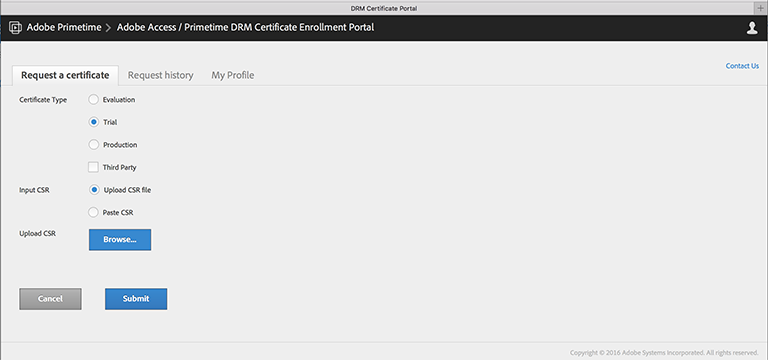 DRM Certificate Portal
Adobe Primetime > Adobe Access / Primetime DRM Certificate Enrollment Portal
Contact Us
Request a certificate Request history My Profile
Certificate Type Evaluation
Trial
Production
Third Party
Input CSR Upload CSR file
Paste CSR
Upload CSR Browse...
Cancel Submit
Copyright © 2016 Adobe Systems Incorporated. All rights reserved.